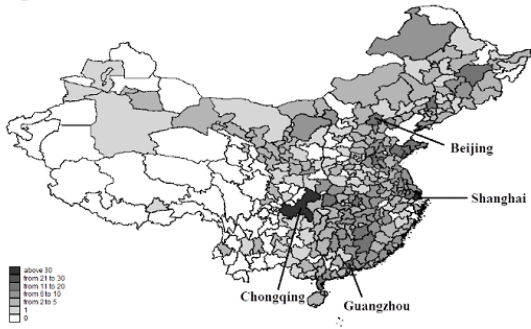 Beijing
Shanghai
Chongqing
Guangzhou
above 30
from 21 to 30
from 11 to 20
from 6 to 10
from 2 to 5
1
0